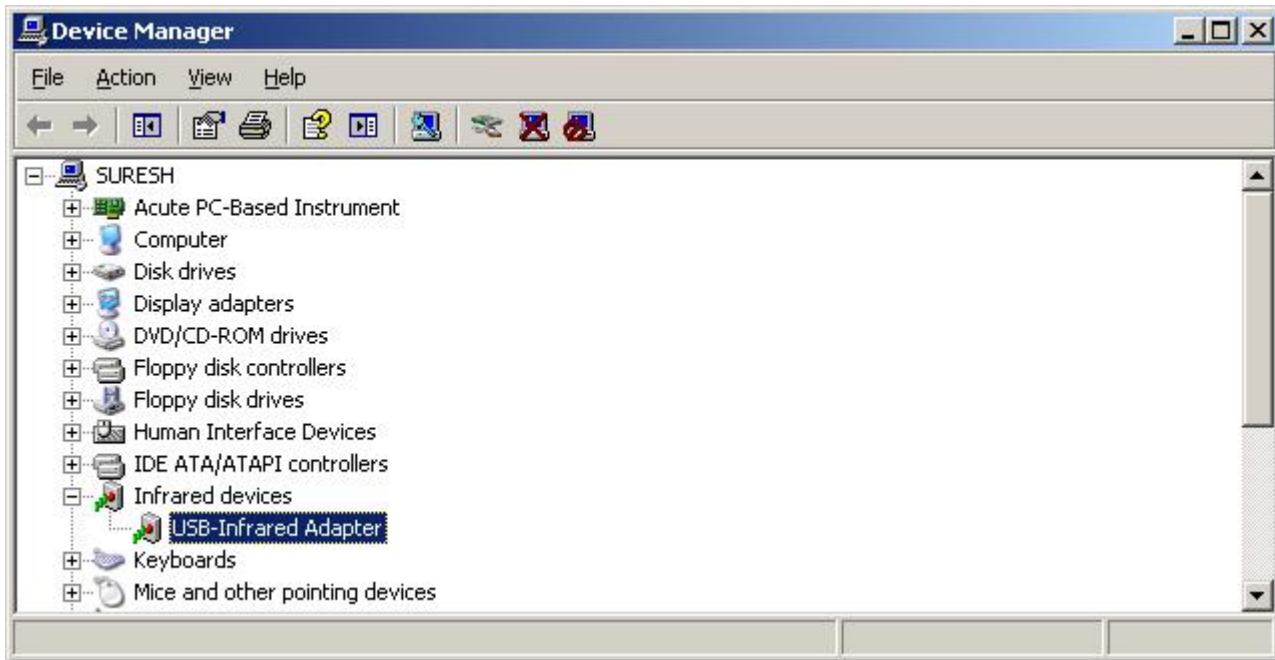 Device Manager
File Action View Help
SURESH
Acute PC-Based Instrument
Computer
Disk drives
Display adapters
DVD/CD-ROM drives
Floppy disk controllers
Floppy disk drives
Human Interface Devices
IDE ATA/ATAPI controllers
Infrared devices
USB-Infrared Adapter
Keyboards
Mice and other pointing devices